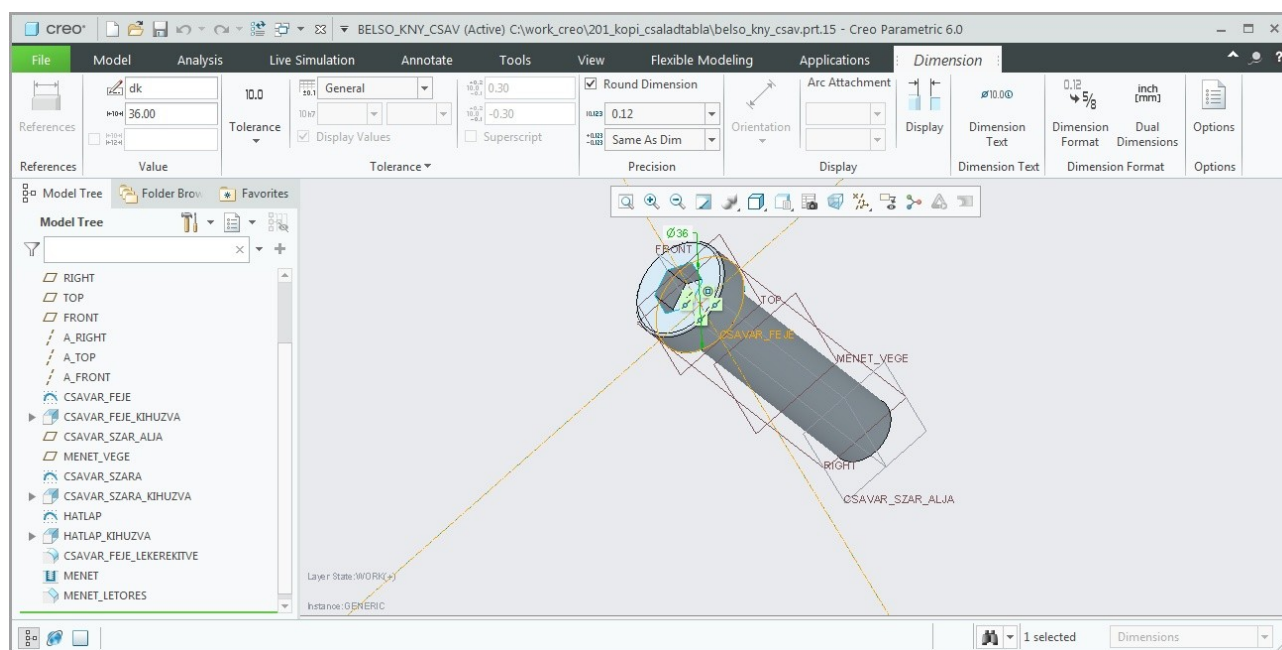 creo® BELSO_KNY_CSAV (Active) C:\work_creo\201_kopi_csaladtabla\belso_kny_csav.prt.15 - Creo Parametric 6.0
File Model Analysis Live Simulation Annotate Tools View Flexible Modeling Applications Dimension
dk 10.0 General 0.30 Round Dimension Arc Attachment ø10.00 0.12 5/8 inch [mm]
36.00 10h7 -0.30 0.12
References Tolerance Display Values Superscript Same As Dim Orientation Display Dimension Text Dimension Format Dual Dimensions Options
References Value Tolerance Precision Display Dimension Text Dimension Format Options
Model Tree Folder Brow Favorites
Model Tree
RIGHT
TOP
FRONT
A_RIGHT
A_TOP
A_FRONT
CSAVAR_FEJE
CSAVAR_FEJE_KIHUZVA
CSAVAR_SZAR_ALJA
MENET_VEGE
CSAVAR_SZARA
CSAVAR_SZARA_KIHUZVA
HATLAP
HATLAP_KIHUZVA
CSAVAR_FEJE_LEKEREKITVE
MENET
MENET_LETORES
Ø36
FRONT
TOP
CSAVAR_FEJE
MENET_VEGE
RIGHT
CSAVAR_SZAR_ALJA
Layer State:WORK(+)
Instance:GENERIC
1 selected Dimensions